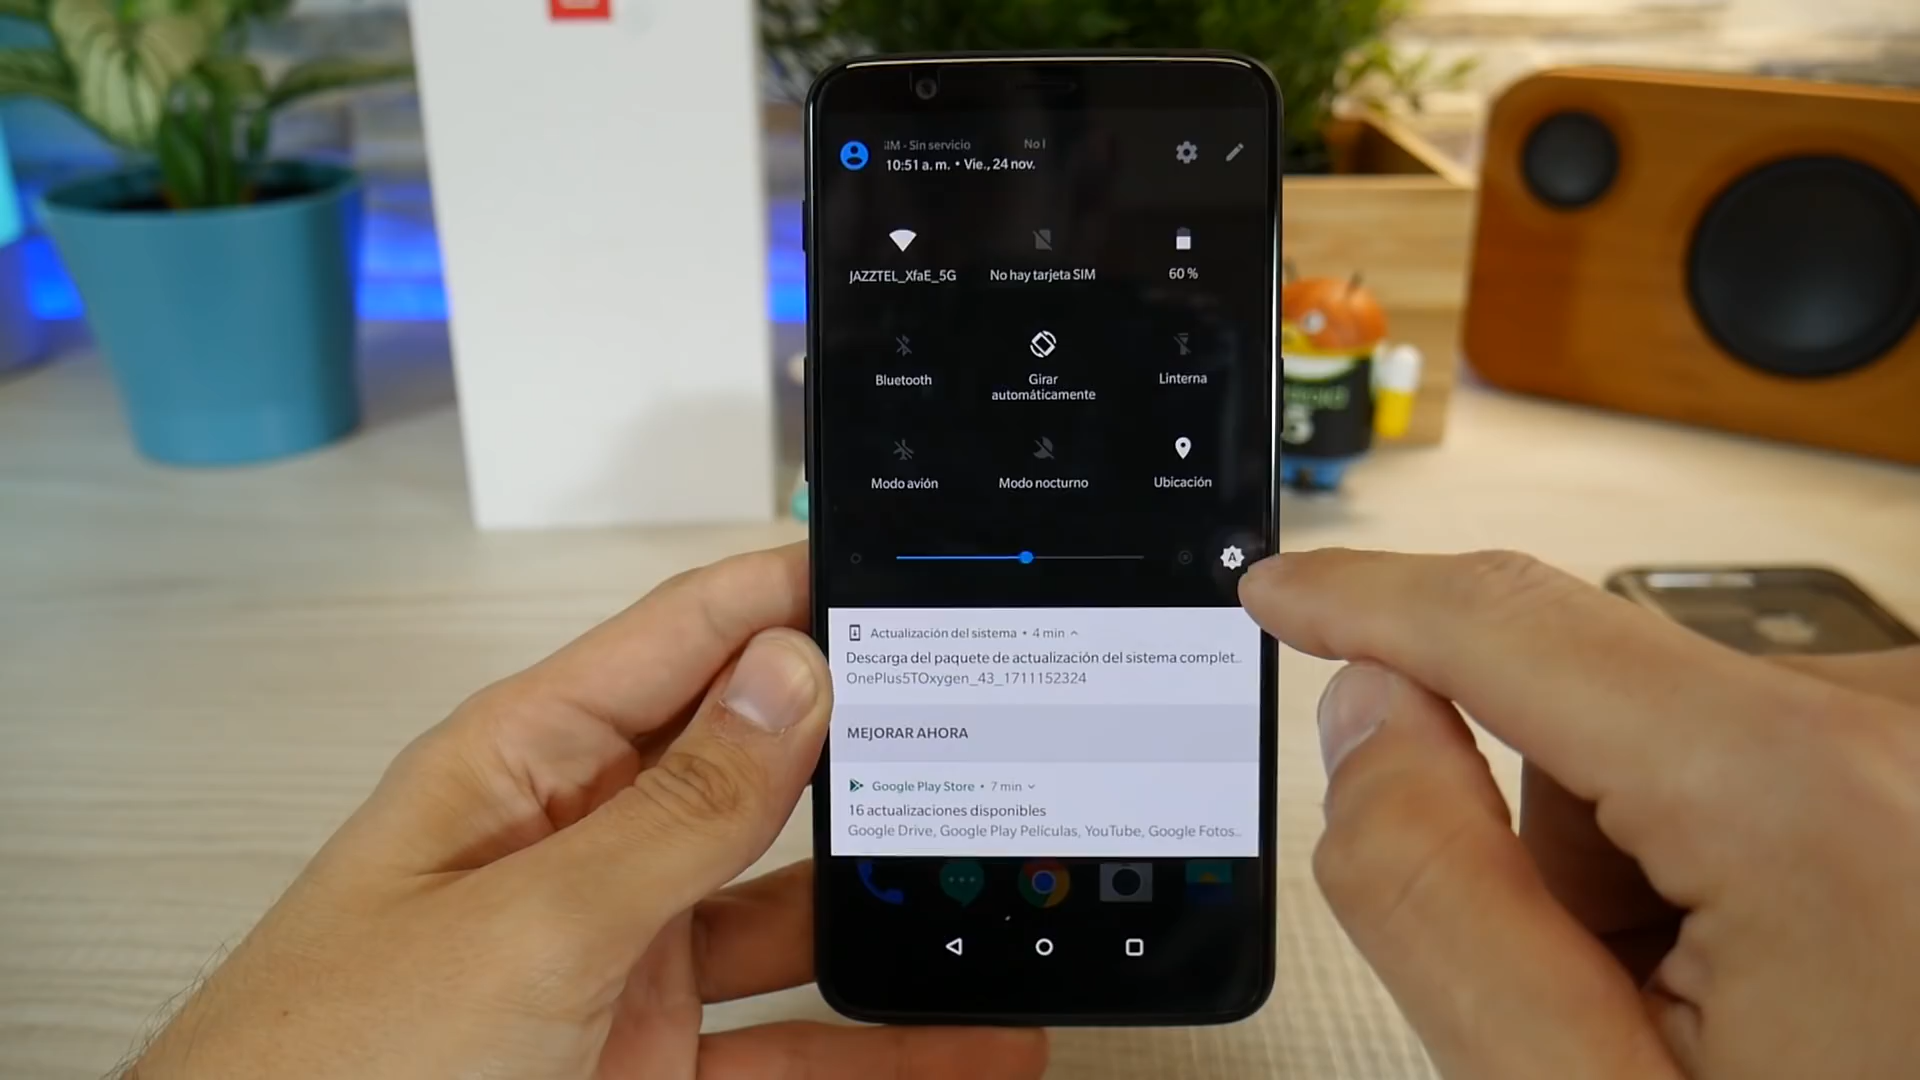 SIM - Sin servicio No l
10:51 a. m. • Vie., 24 nov.
JAZZTEL_XfaE_5G
No hay tarjeta SIM
60 %
Bluetooth
Girar
automáticamente
Linterna
Modo avión
Modo nocturno
Ubicación
A
Actualización del sistema • 4 min
Descarga del paquete de actualización del sistema complet..
OnePlus5TOxygen_43_1711152324
MEJORAR AHORA
Google Play Store • 7 min
16 actualizaciones disponibles
Google Drive, Google Play Películas, YouTube, Google Fotos..
5